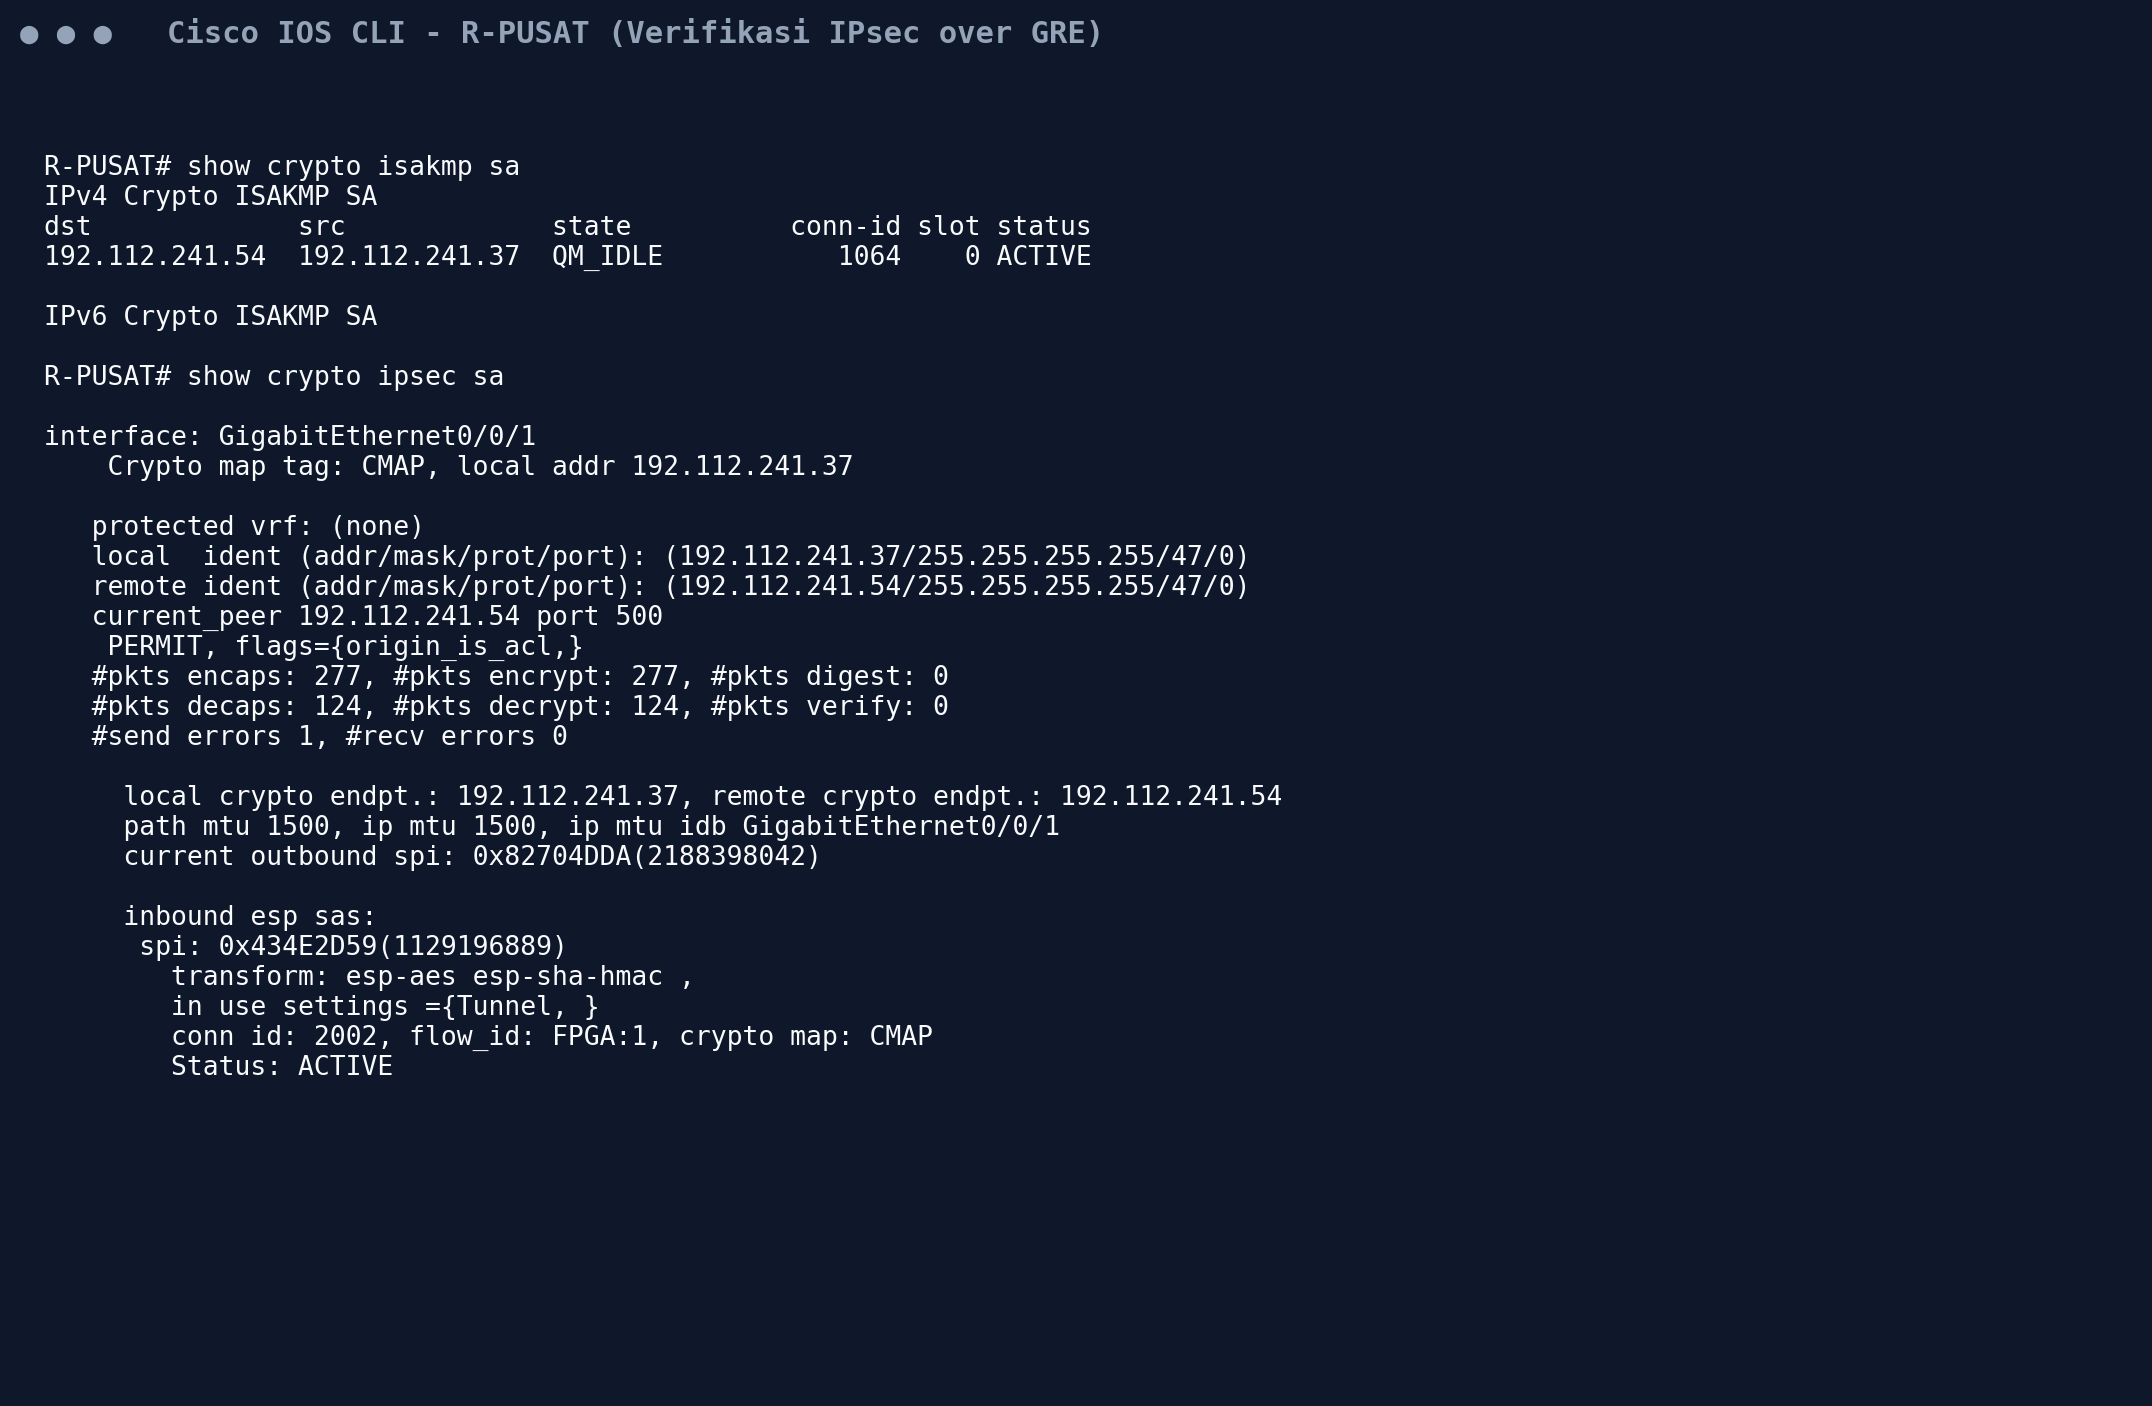 Cisco IOS CLI - R-PUSAT (Verifikasi IPsec over GRE)
R-PUSAT# show crypto isakmp sa
IPv4 Crypto ISAKMP SA
dst             src             state          conn-id slot status
192.112.241.54  192.112.241.37  QM_IDLE           1064    0 ACTIVE
IPv6 Crypto ISAKMP SA
R-PUSAT# show crypto ipsec sa
interface: GigabitEthernet0/0/1
    Crypto map tag: CMAP, local addr 192.112.241.37
   protected vrf: (none)
   local  ident (addr/mask/prot/port): (192.112.241.37/255.255.255.255/47/0)
   remote ident (addr/mask/prot/port): (192.112.241.54/255.255.255.255/47/0)
   current_peer 192.112.241.54 port 500
    PERMIT, flags={origin_is_acl,}
   #pkts encaps: 277, #pkts encrypt: 277, #pkts digest: 0
   #pkts decaps: 124, #pkts decrypt: 124, #pkts verify: 0
   #send errors 1, #recv errors 0
     local crypto endpt.: 192.112.241.37, remote crypto endpt.: 192.112.241.54
     path mtu 1500, ip mtu 1500, ip mtu idb GigabitEthernet0/0/1
     current outbound spi: 0x82704DDA(2188398042)
     inbound esp sas:
      spi: 0x434E2D59(1129196889)
        transform: esp-aes esp-sha-hmac ,
        in use settings ={Tunnel, }
        conn id: 2002, flow_id: FPGA:1, crypto map: CMAP
        Status: ACTIVE